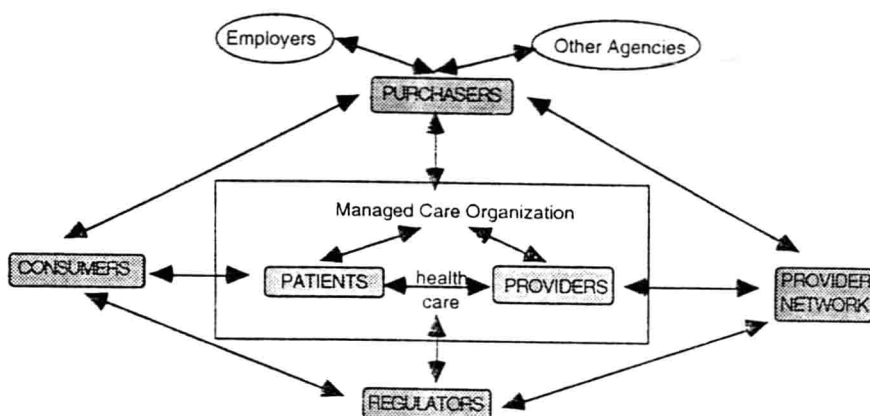 Employers
Other Agencies
PURCHASERS
Managed Care Organization
CONSUMERS
PATIENTS
health
care
PROVIDERS
PROVIDER
NETWORK
REGULATORS